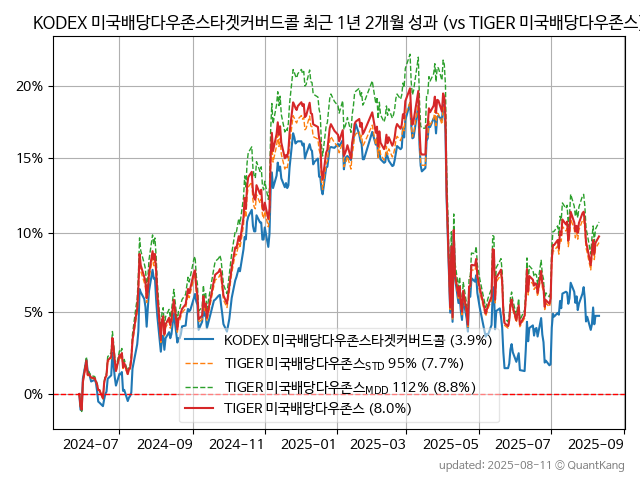 KODEX 미국배당다우존스타겟커버드콜 최근 1년 2개월 성과 (vs TIGER 미국배당다우존스)
20%
15%
10%
5%
0%
KODEX 미국배당다우존스타겟커버드콜 (3.9%)
TIGER 미국배당다우존스STD 95% (7.7%)
TIGER 미국배당다우존스MDD 112% (8.8%)
TIGER 미국배당다우존스 (8.0%)
2024-07 2024-09 2024-11 2025-01 2025-03 2025-05 2025-07 2025-09
updated: 2025-08-11 © QuantKang